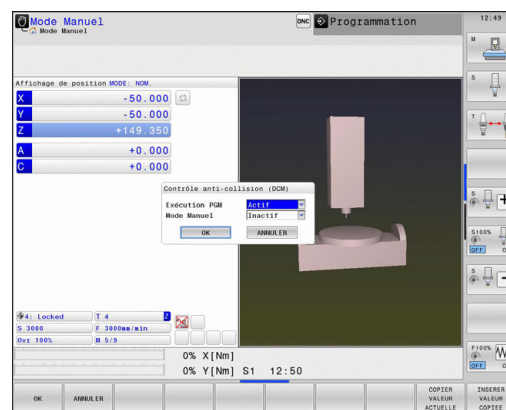 Mode Manuel
Mode Manuel
DNC
Programmation
12:49
Affichage de position MODE: NOM.
X -50.000
Y -50.000
Z +149.350
A +0.000
C +0.000
Contrôle anti-collision (DCM)
Exécution PGM Actif
Mode Manuel Inactif
OK ANNULER
4: Locked T 4 Z
S 3000 F 3000mm/min
Ovr 100% M 5/9
0% X[Nm]
0% Y[Nm] S1 12:50
M
S
T
S
S100%
OFF
S
F100%
OFF
OK
ANNULER
COPIER VALEUR ACTUELLE
INSERER VALEUR COPIEE